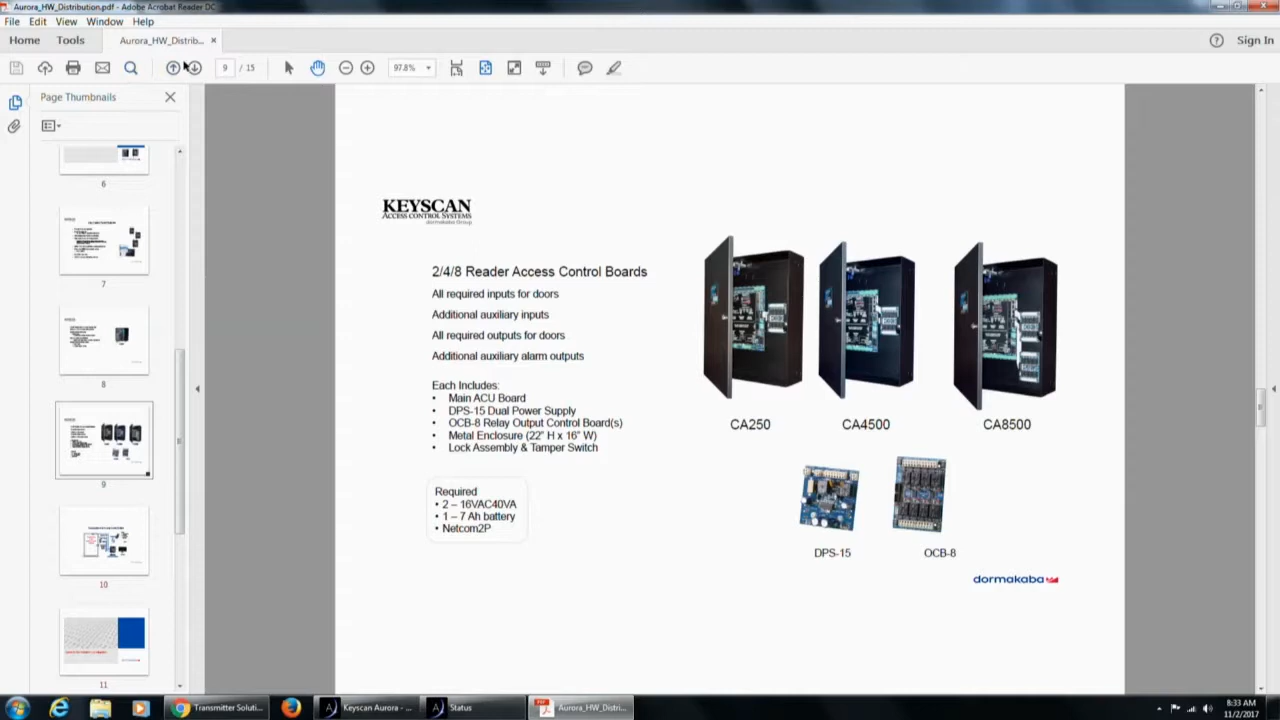 Aurora_HW_Distribution.pdf - Adobe Acrobat Reader DC
File Edit View Window Help
Home Tools Aurora_HW_Distrib... × Sign In
9 / 15 97.8%
Page Thumbnails
6
7
8
9
10
11
KEYSCAN
ACCESS CONTROL SYSTEMS
dormakaba Group
2/4/8 Reader Access Control Boards
All required inputs for doors
Additional auxiliary inputs
All required outputs for doors
Additional auxiliary alarm outputs
Each Includes:
• Main ACU Board
• DPS-15 Dual Power Supply
• OCB-8 Relay Output Control Board(s)
• Metal Enclosure (22" H x 16" W)
• Lock Assembly & Tamper Switch
Required
• 2 – 16VAC40VA
• 1 – 7 Ah battery
• Netcom2P
CA250 CA4500 CA8500
DPS-15 OCB-8
dormakaba
Transmitter Soluti... Keyscan Aurora - ... Status Aurora_HW_Distri...
8:33 AM
11/2/2017